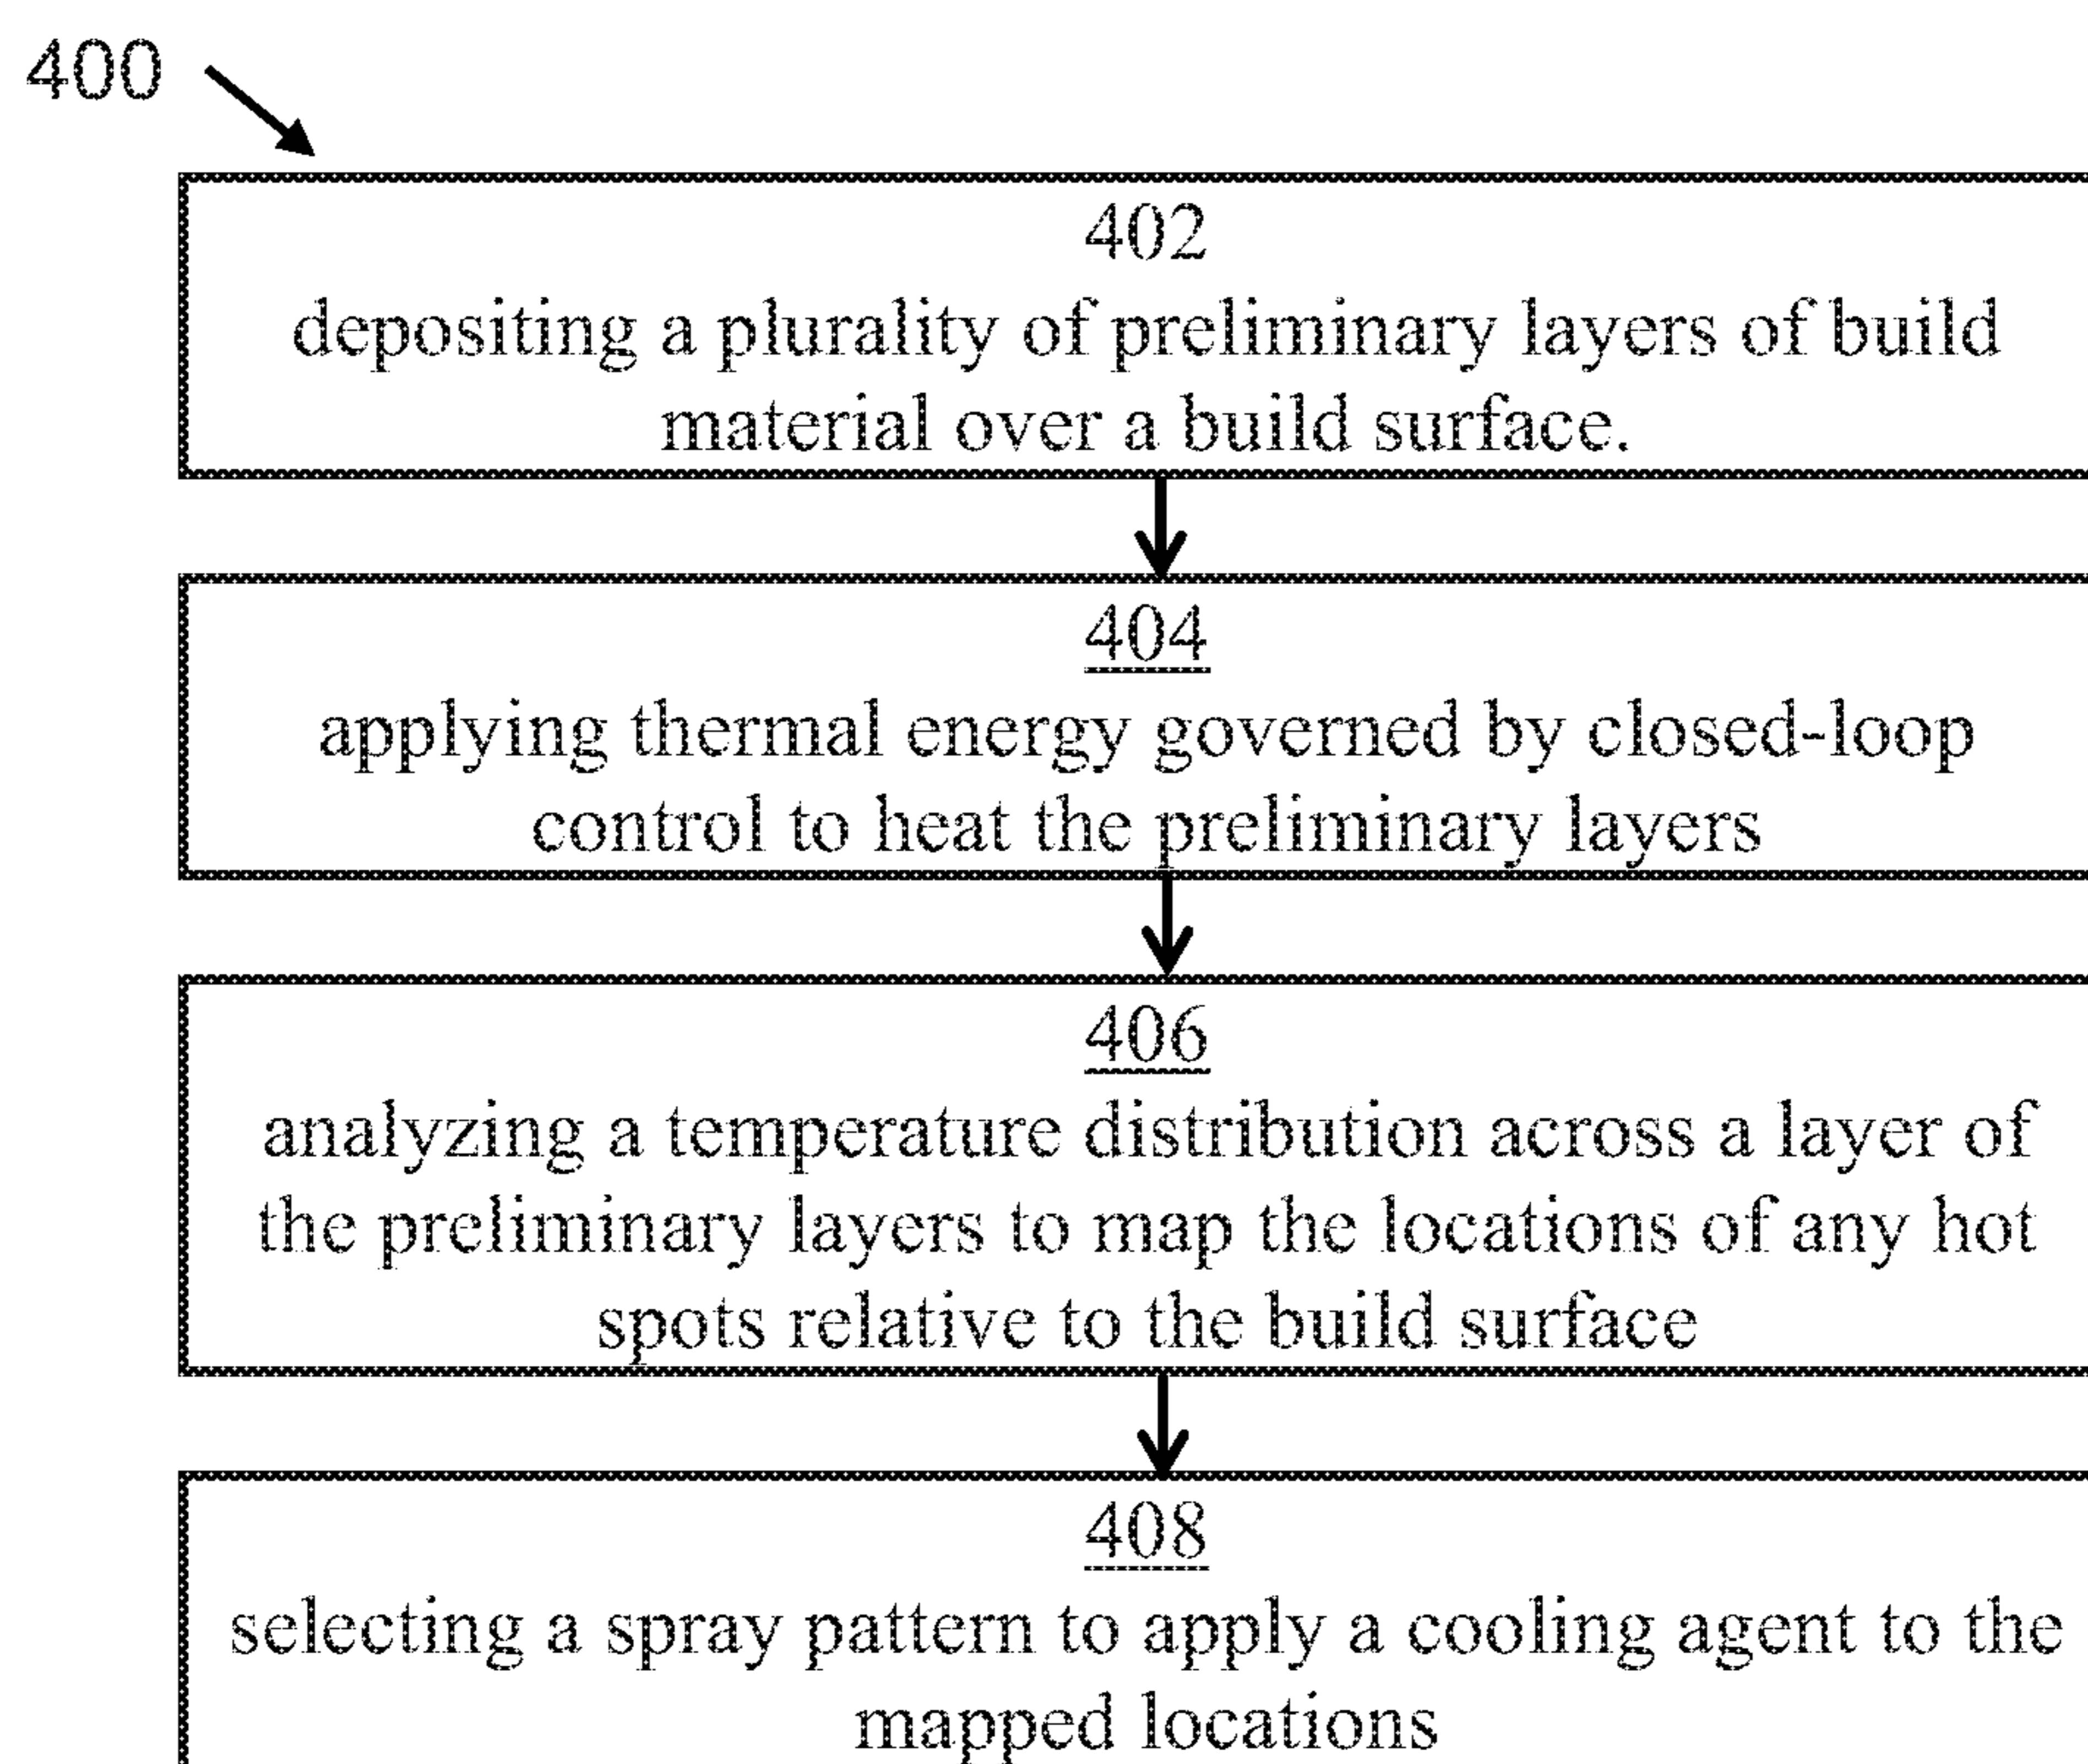 400
402
depositing a plurality of preliminary layers of build
material over a build surface.
404
applying thermal energy governed by closed-loop
control to heat the preliminary layers
406
analyzing a temperature distribution across a layer of
the preliminary layers to map the locations of any hot
spots relative to the build surface
408
selecting a spray pattern to apply a cooling agent to the
mapped locations